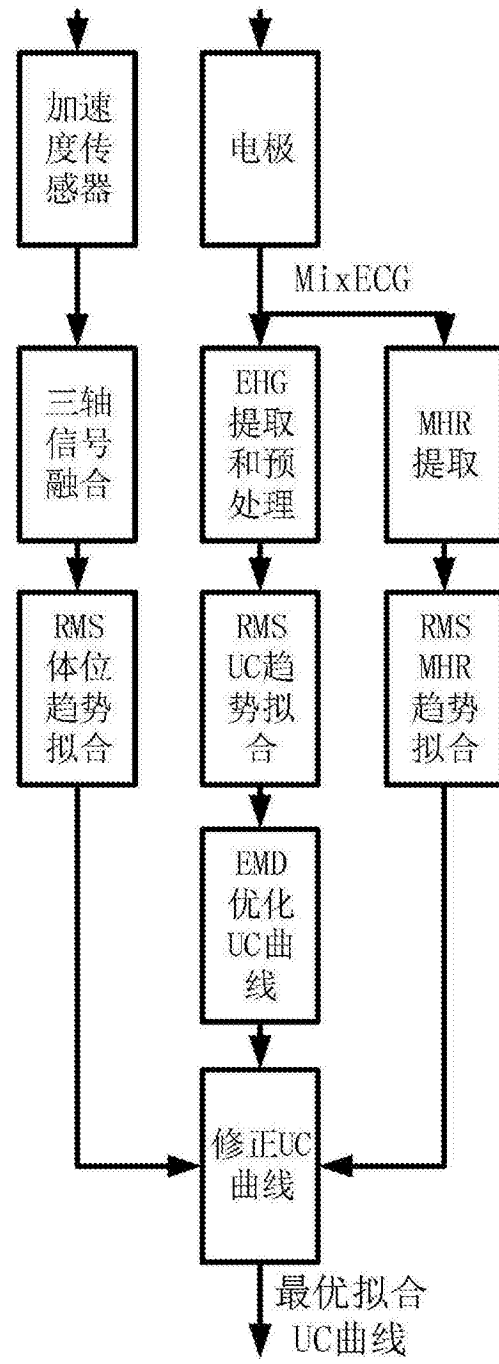 加速
度传
感器
电极
MixECG
三轴
信号
融合
EHG
提取
和预
处理
MHR
提取
RMS
体位
趋势
拟合
RMS
UC趋
势拟
合
RMS
MHR
趋势
拟合
EMD
优化
UC曲
线
修iEUC
曲线
最优拟合
UC曲线